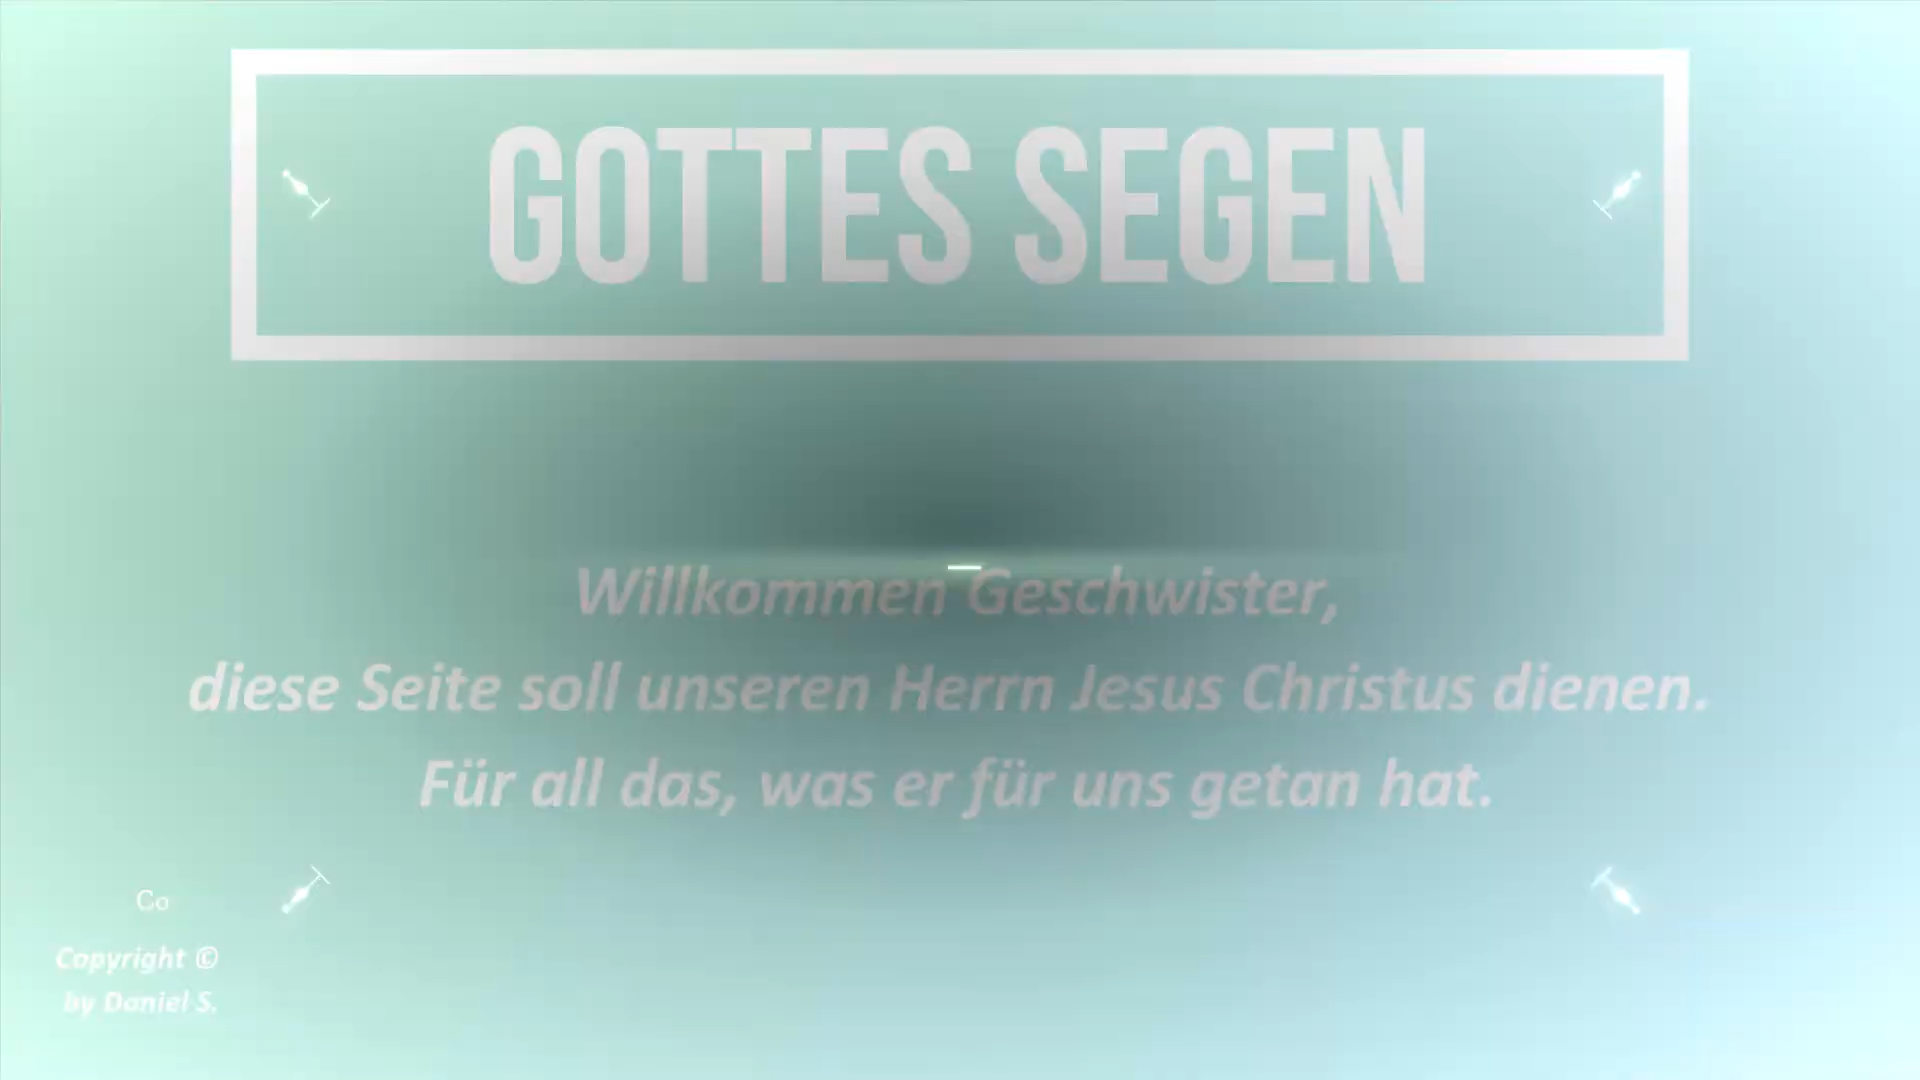 GOTTES SEGEN
Willkommen Geschwister,
diese Seite soll unseren Herrn Jesus Christus dienen.
Für all das, was er für uns getan hat.
Co
Copyright ©
by Daniel S.